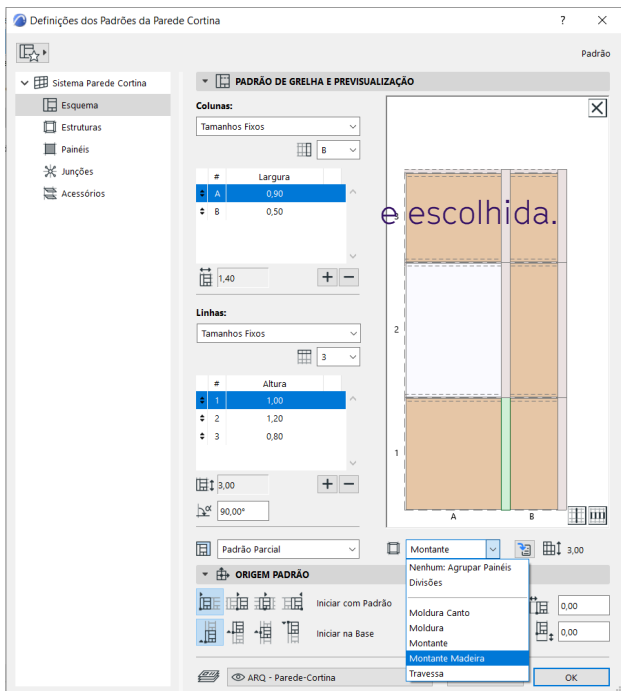 Definições dos Padrões da Parede Cortina
?
Padrão
Sistema Parede Cortina
Esquema
Estruturas
Painéis
Junções
Acessórios
PADRÃO DE GRELHA E PREVISUALIZAÇÃO
Colunas:
Tamanhos Fixos
B
# Largura
A 0,90
B 0,50
1,40
Linhas:
Tamanhos Fixos
3
# Altura
1 1,00
2 1,20
3 0,80
3,00
α 90,00°
e escolhida.
3
2
1
A B
Padrão Parcial
Montante
3,00
Nenhum: Agrupar Painéis
Divisões
Moldura Canto
Moldura
Montante
Montante Madeira
Travessa
ORIGEM PADRÃO
Iniciar com Padrão
0,00
Iniciar na Base
0,00
ARQ - Parede-Cortina
OK